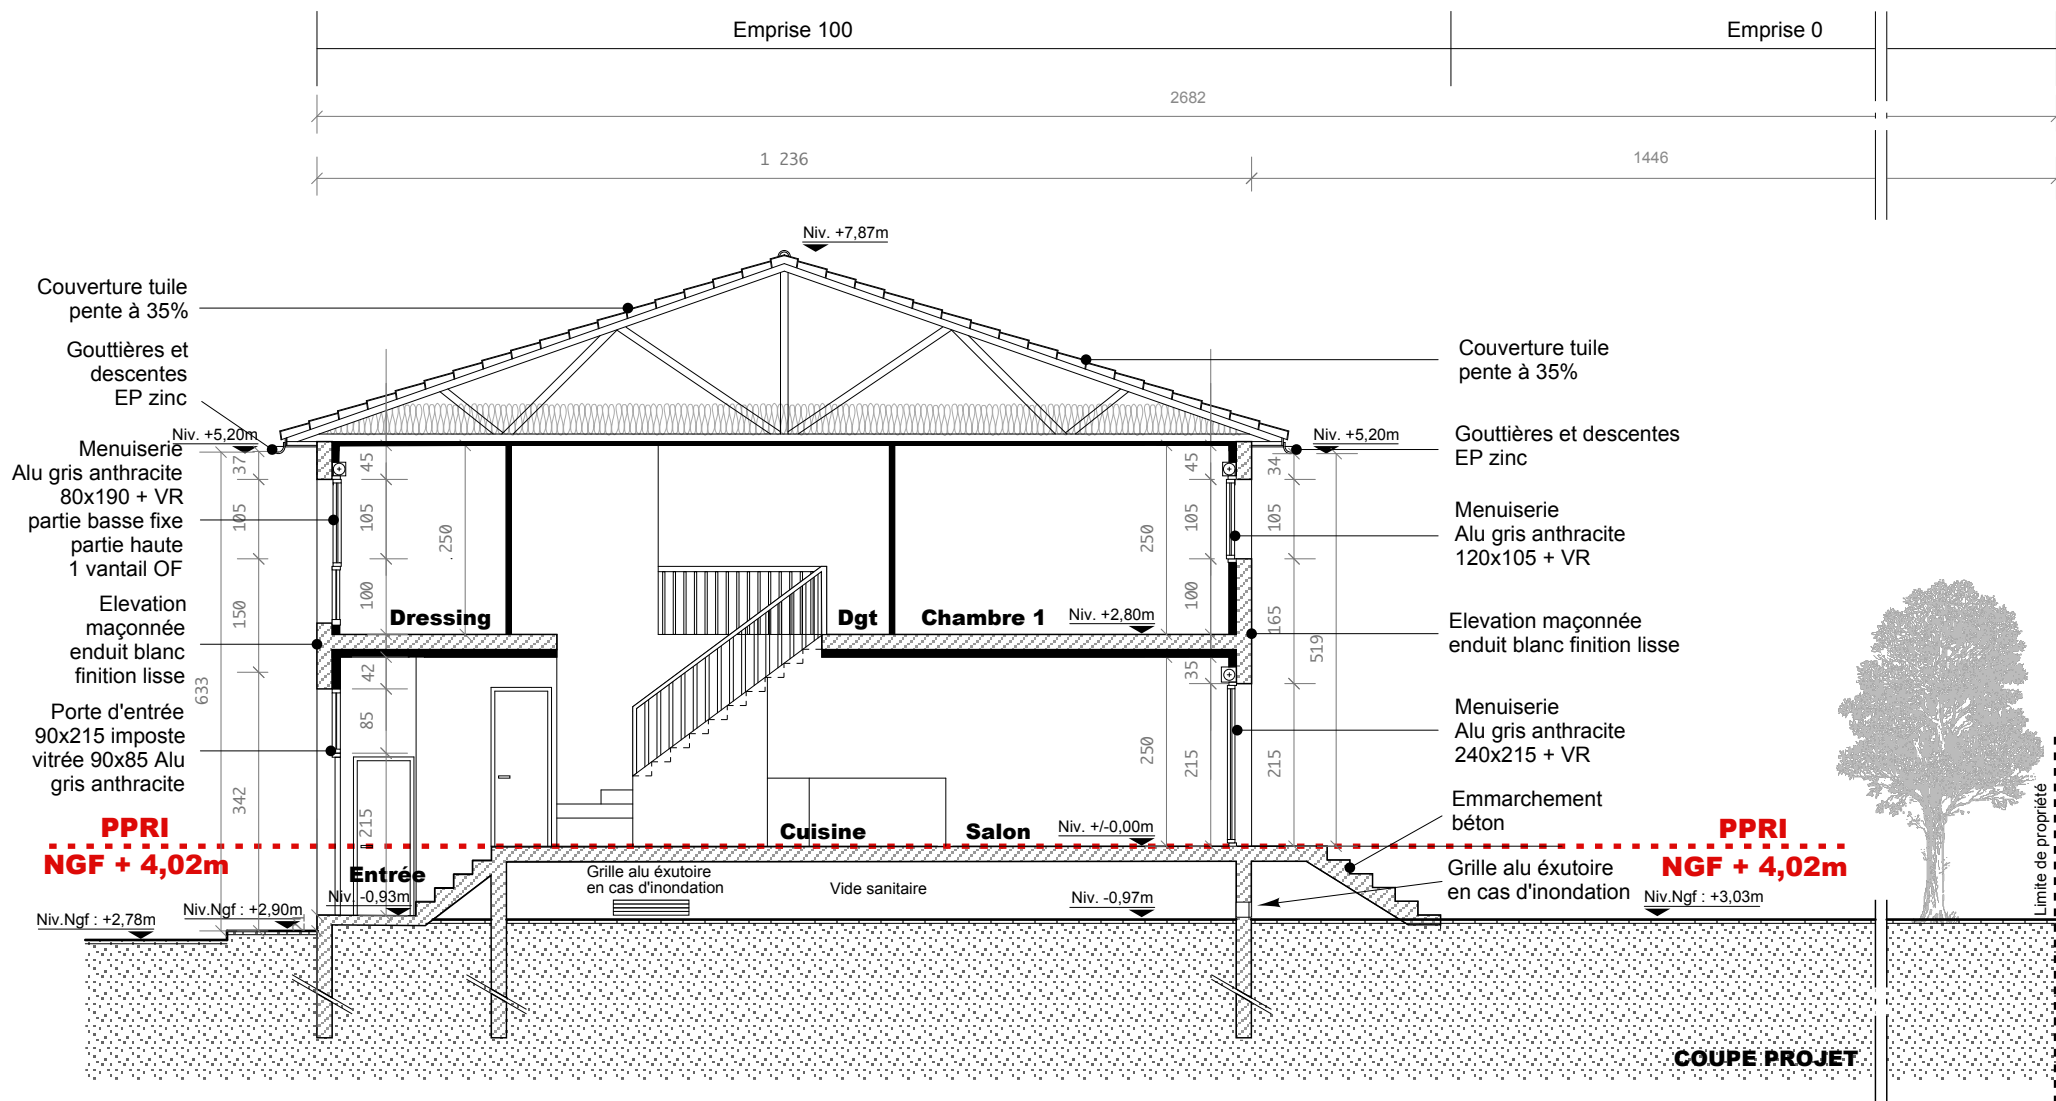 Emprise 100
Emprise 0
2682
1 236
1446
Niv. +7,87m
Couverture tuile
pente à 35%
Gouttières et
descentes
EP zinc
Niv. +5,20m
Menuiserie
Alu gris anthracite
80x190 + VR
partie basse fixe
partie haute
1 vantail OF
Elevation
maçonnée
enduit blanc
finition lisse
Porte d'entrée
90x215 imposte
vitrée 90x85 Alu
gris anthracite
633
37
105
150
342
45
105
100
42
85
215
250
Dressing
Dgt
Chambre 1
Niv. +2,80m
250
45
105
100
35
250
215
34
105
165
215
519
Couverture tuile
pente à 35%
Niv. +5,20m
Gouttières et descentes
EP zinc
Menuiserie
Alu gris anthracite
120x105 + VR
Elevation maçonnée
enduit blanc finition lisse
Menuiserie
Alu gris anthracite
240x215 + VR
Emmarchement
béton
Grille alu éxutoire
en cas d'inondation
PPRI
NGF + 4,02m
PPRI
NGF + 4,02m
Cuisine
Salon
Niv. +/-0,00m
Entrée
Niv. -0,93m
Grille alu éxutoire
en cas d'inondation
Vide sanitaire
Niv. -0,97m
Niv.Ngf : +2,78m
Niv.Ngf : +2,90m
Niv.Ngf : +3,03m
Limite de propriété
COUPE PROJET